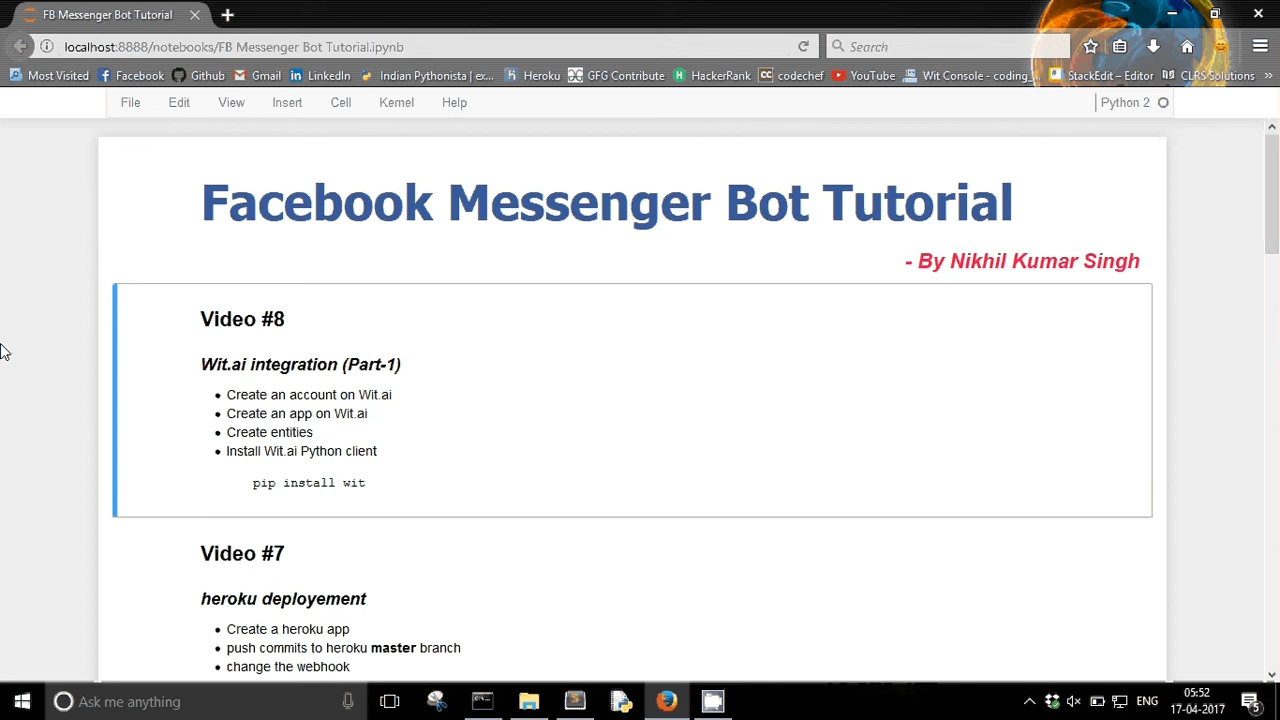 FB Messenger Bot Tutorial
localhost:8888/notebooks/FB Messenger Bot Tutorial.ipynb
Search
Most Visited Facebook Github Gmail LinkedIn Indian Pythonista | ex... Heroku GFG Contribute HackerRank codechef YouTube Wit Console - coding_... StackEdit – Editor CLRS Solutions
File Edit View Insert Cell Kernel Help Python 2
Facebook Messenger Bot Tutorial
- By Nikhil Kumar Singh
Video #8
Wit.ai integration (Part-1)
• Create an account on Wit.ai
• Create an app on Wit.ai
• Create entities
• Install Wit.ai Python client
pip install wit
Video #7
heroku deployement
• Create a heroku app
• push commits to heroku master branch
• change the webhook
Ask me anything
ENG
05:52
17-04-2017
5